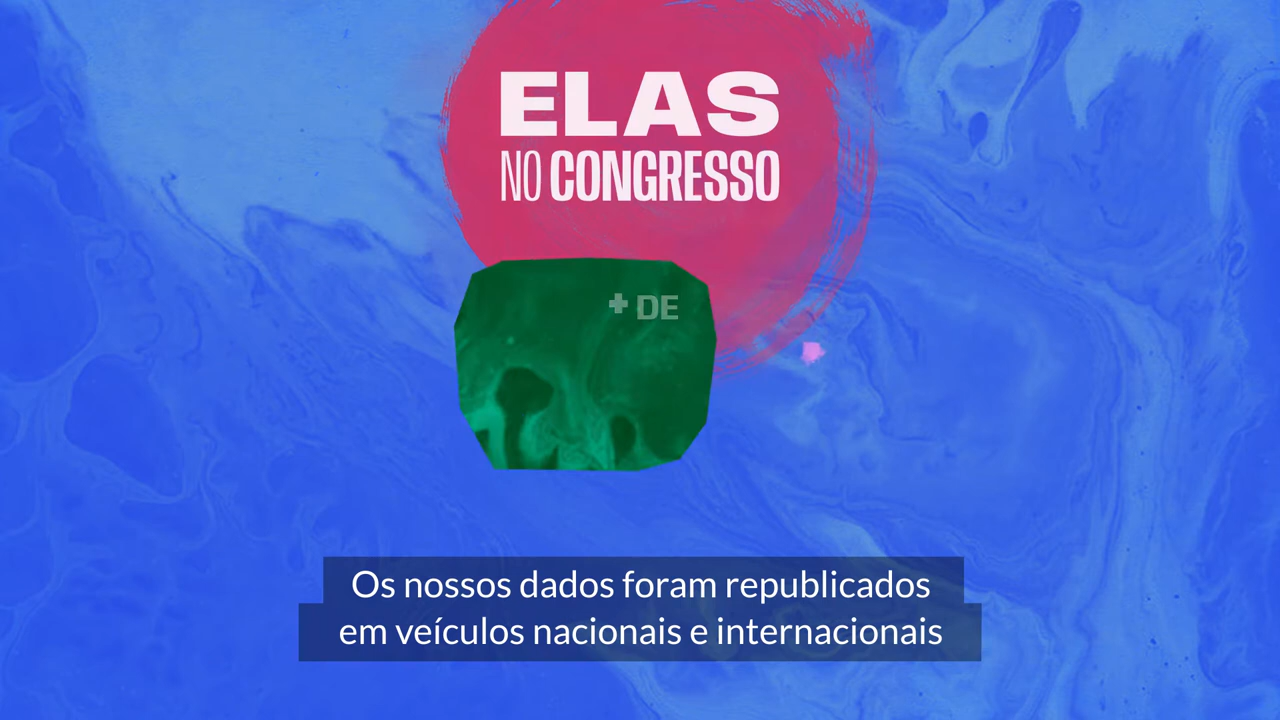 ELAS
NO CONGRESSO
+ DE
Os nossos dados foram republicados
em veículos nacionais e internacionais